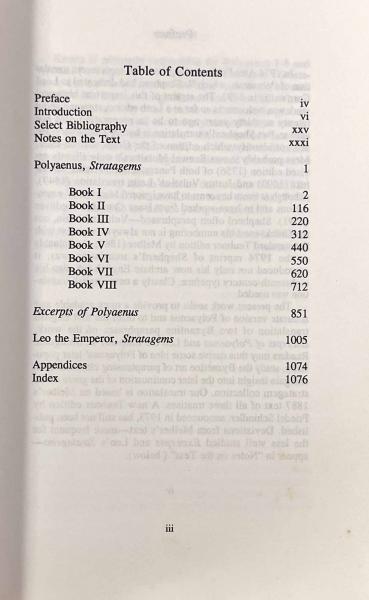 Table of Contents
Preface iv
Introduction vi
Select Bibliography xxv
Notes on the Text xxxi
Polyaenus, Stratagems 1
Book I 2
Book II 116
Book III 220
Book IV 312
Book V 440
Book VI 550
Book VII 620
Book VIII 712
Excerpts of Polyaenus 851
Leo the Emperor, Stratagems 1005
Appendices 1074
Index 1076
iii